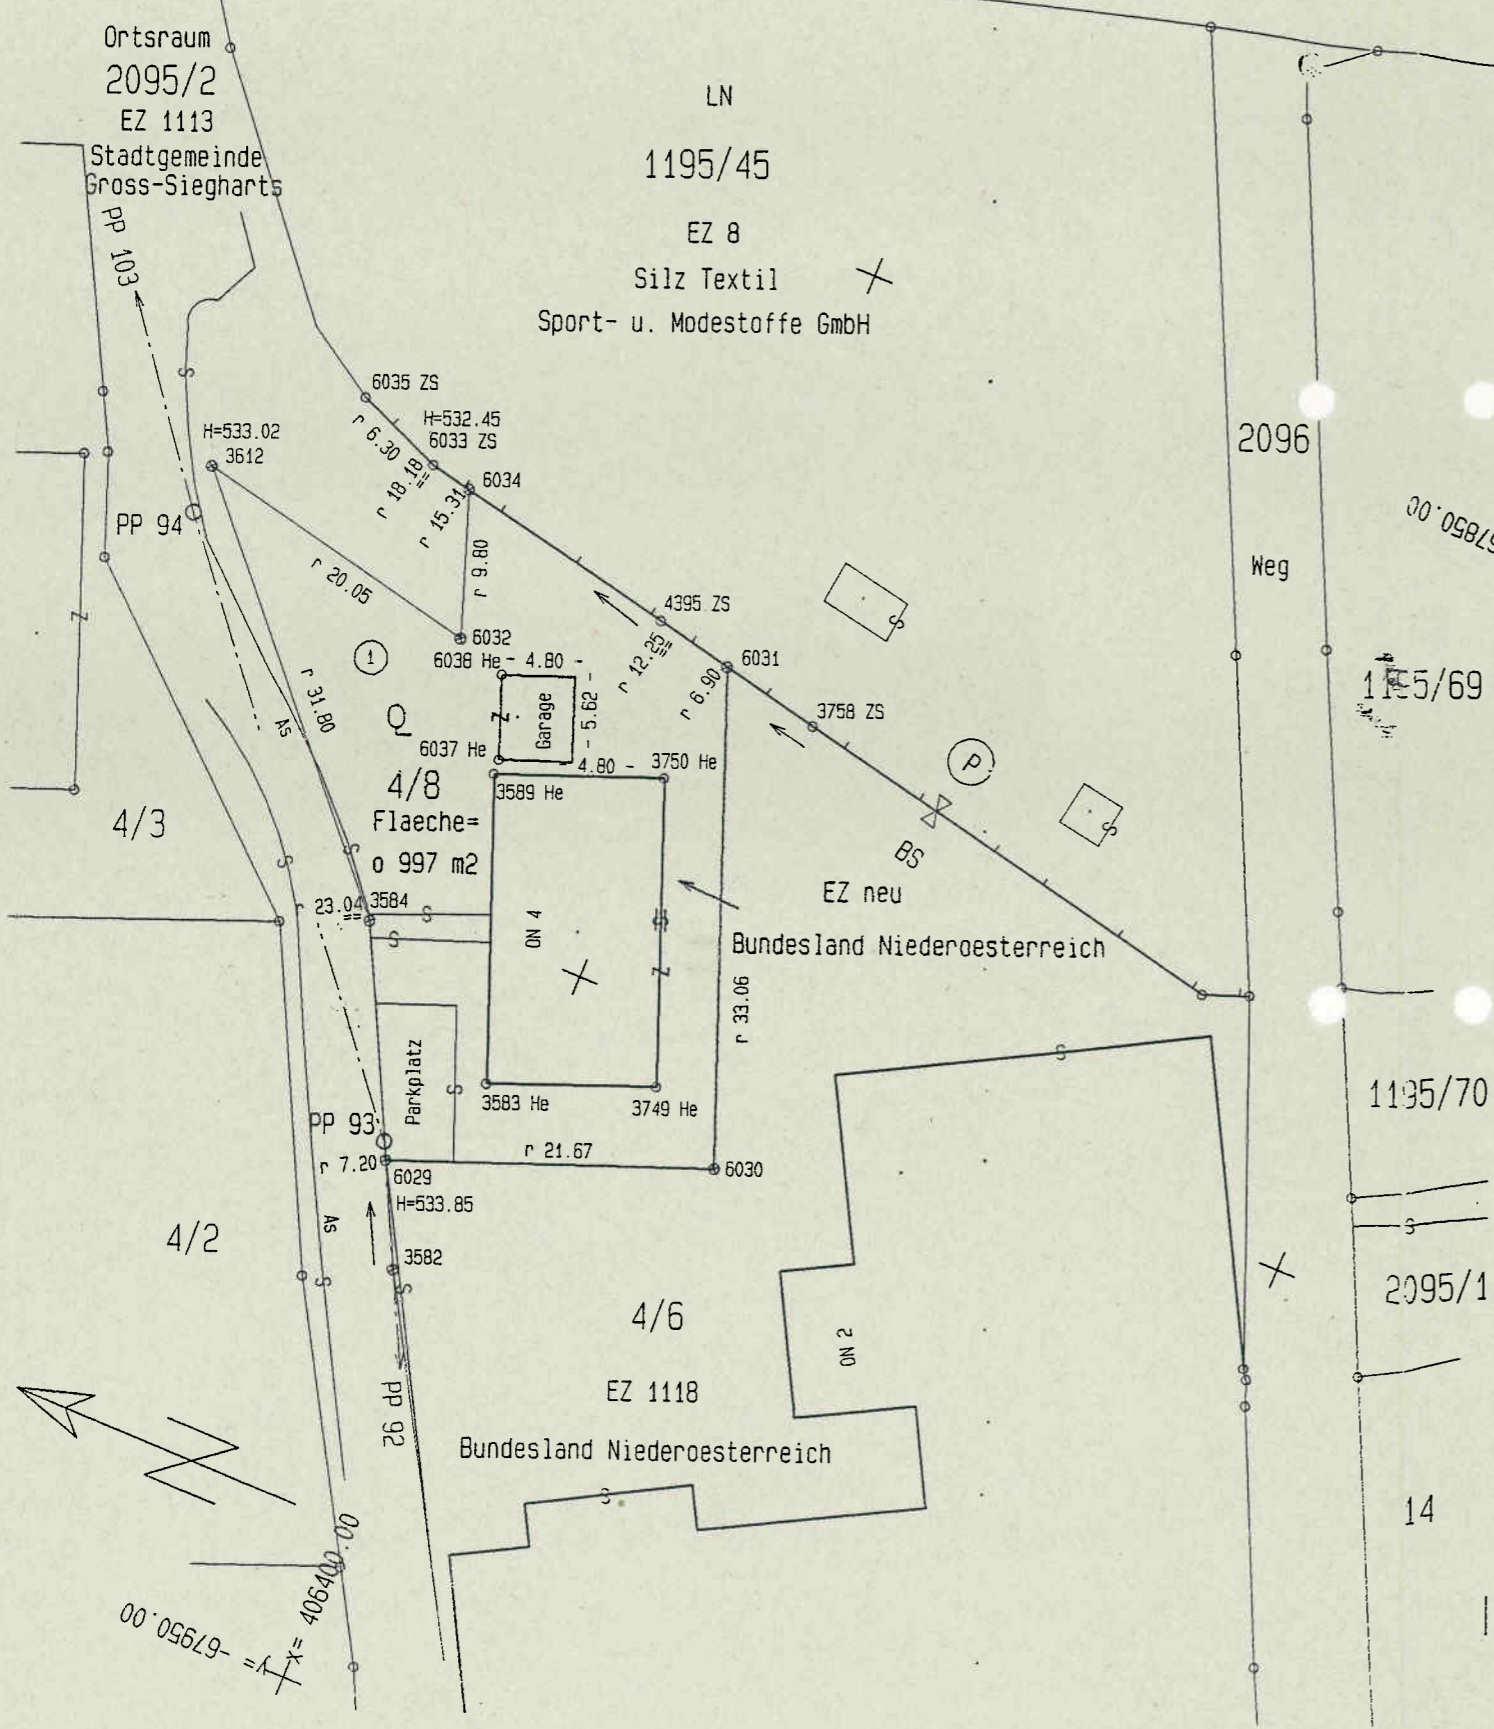 Ortsraum
2095/2
EZ 1113
Stadtgemeinde
Gross-Siegharts
PP 103
LN
1195/45
EZ 8
Silz Textil
Sport- u. Modestoffe GmbH
6035 ZS
r 6.30
H=532.45
6033 ZS
r 18.18
6034
r 15.31
H=533.02
3612
PP 94
r 20.05
r 9.80
6032
4395 ZS
r 12.25
6031
r 6.90
3758 ZS
2096
Weg
1
6038 He
- 4.80 -
Garage
- 5.62 -
r 31.80
As
6037 He
- 4.80 -
3750 He
3589 He
4/3
4/8
Flaeche=
o 997 m2
P
BS
EZ neu
Bundesland Niederoesterreich
r 23.04
3584
ON 4
r 33.06
Parkplatz
3583 He
3749 He
PP 93
r 7.20
r 21.67
6029
6030
H=533.85
3582
As
4/2
4/6
EZ 1118
Bundesland Niederoesterreich
ON 2
PP 92
x= 406400.00
y= -67950.00
67850.00
/69
1195/70
2095/1
14